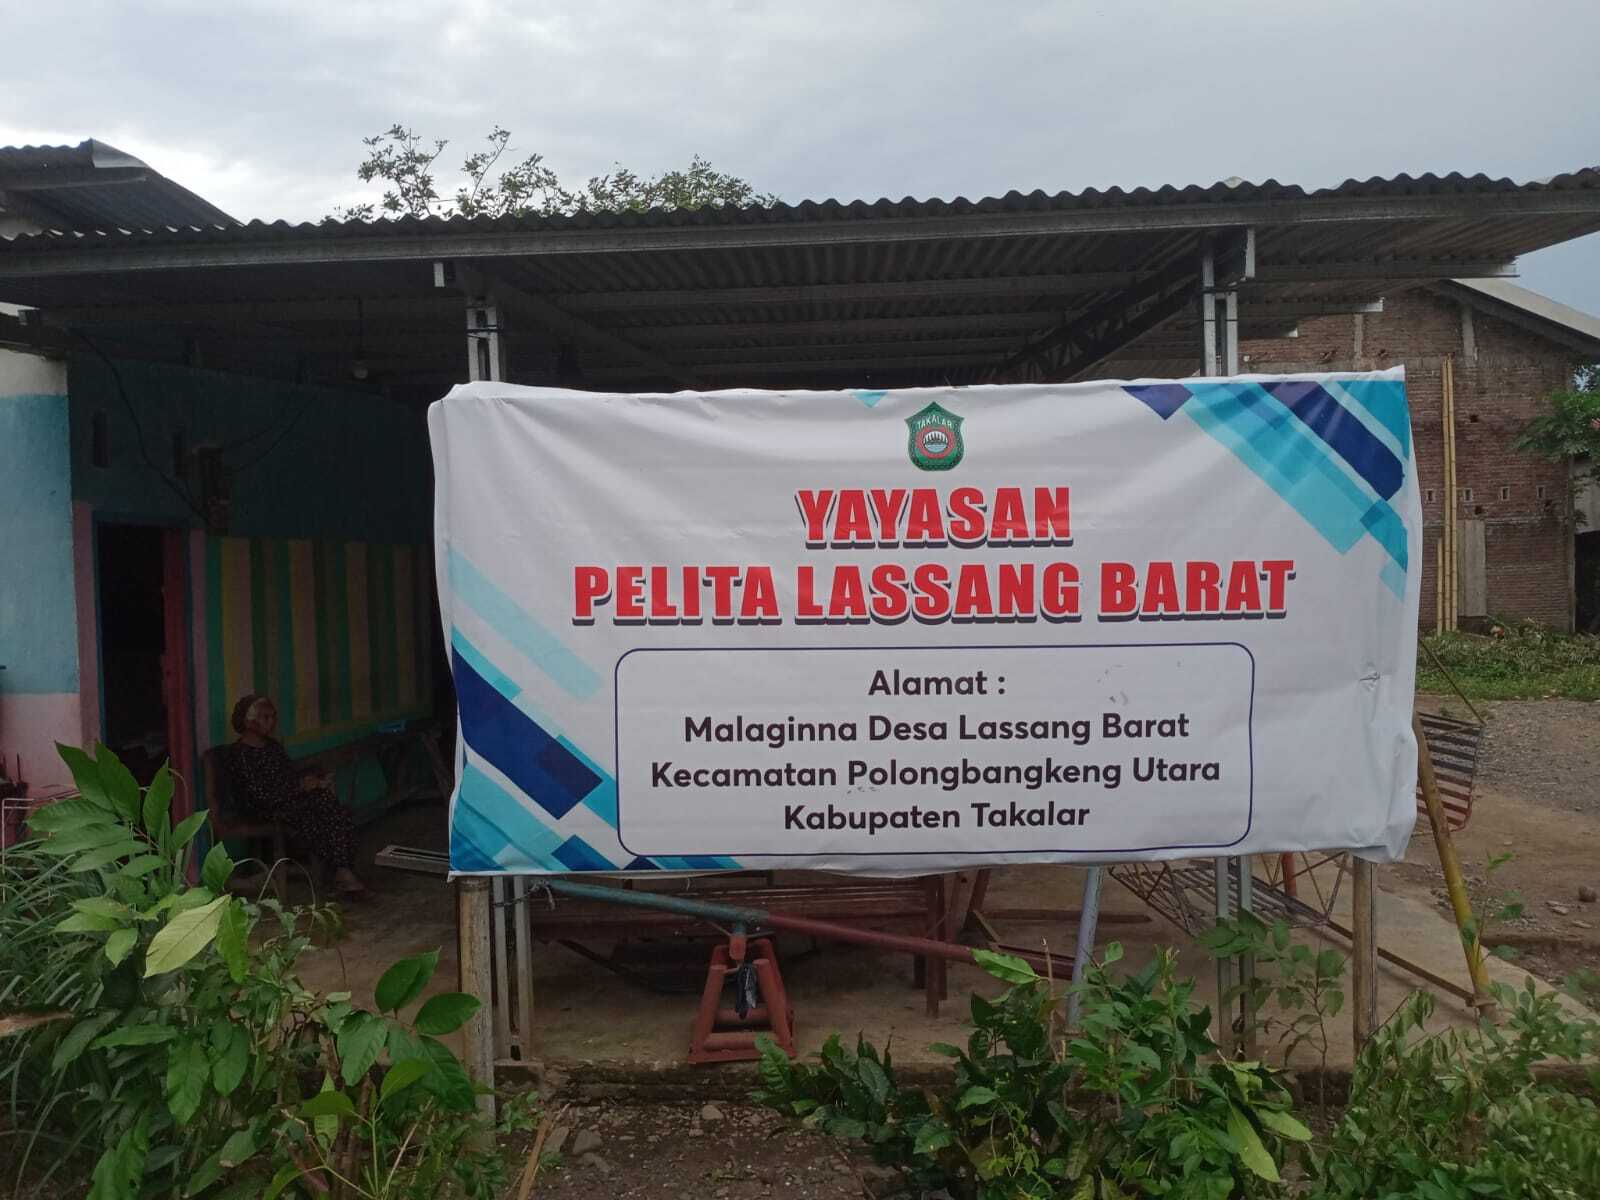 TAKALAR
YAYASAN
PELITA LASSANG BARAT
Alamat :
Malaginna Desa Lassang Barat
Kecamatan Polongbangkeng Utara
Kabupaten Takalar